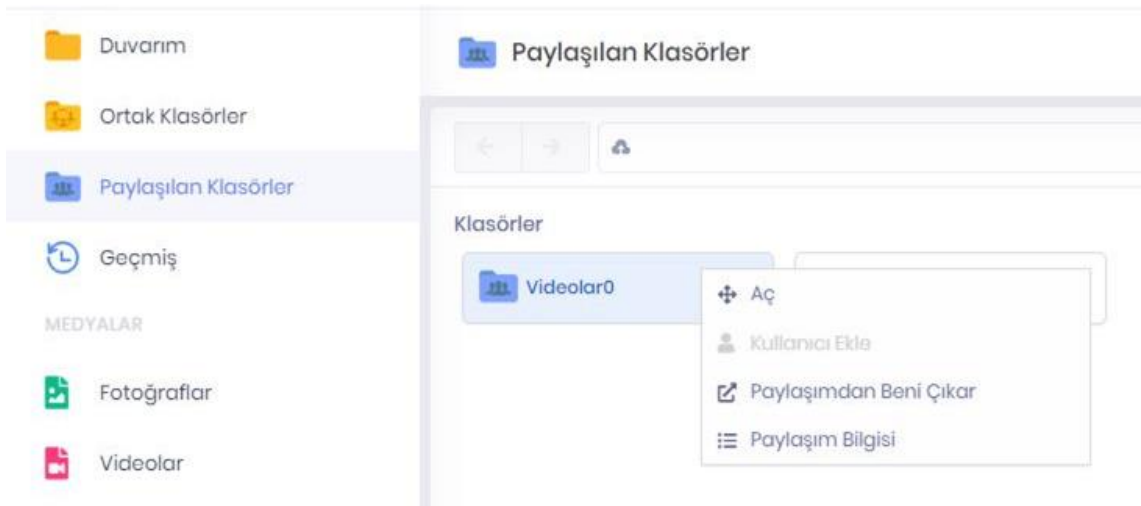 Duvarım
Ortak Klasörler
Paylaşılan Klasörler
Geçmiş
MEDYALAR
Fotoğraflar
Videolar
Paylaşılan Klasörler
Klasörler
Videolar0
Aç
Kullanıcı Ekle
Paylaşımdan Beni Çıkar
Paylaşım Bilgisi